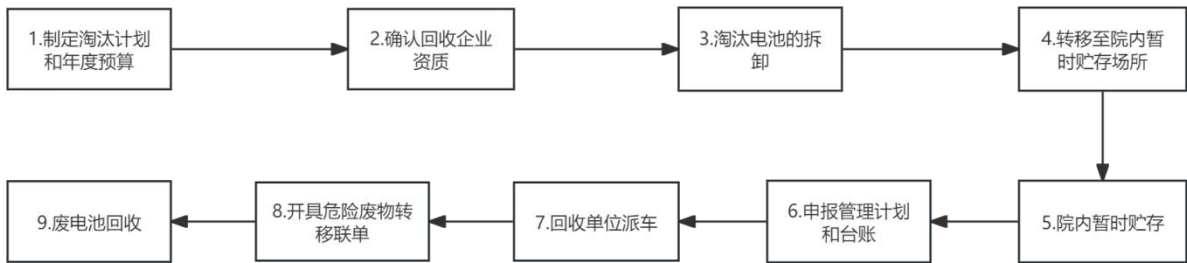 1.制定淘汰计划
和年度预算
2.确认回收企业
资质
3.淘汰电池的拆
卸
4.转移至院内暂
时贮存场所
5.院内暂时贮存
6.申报管理计划
和台账
7.回收单位派车
8.开具危险废物转
移联单
9.废电池回收